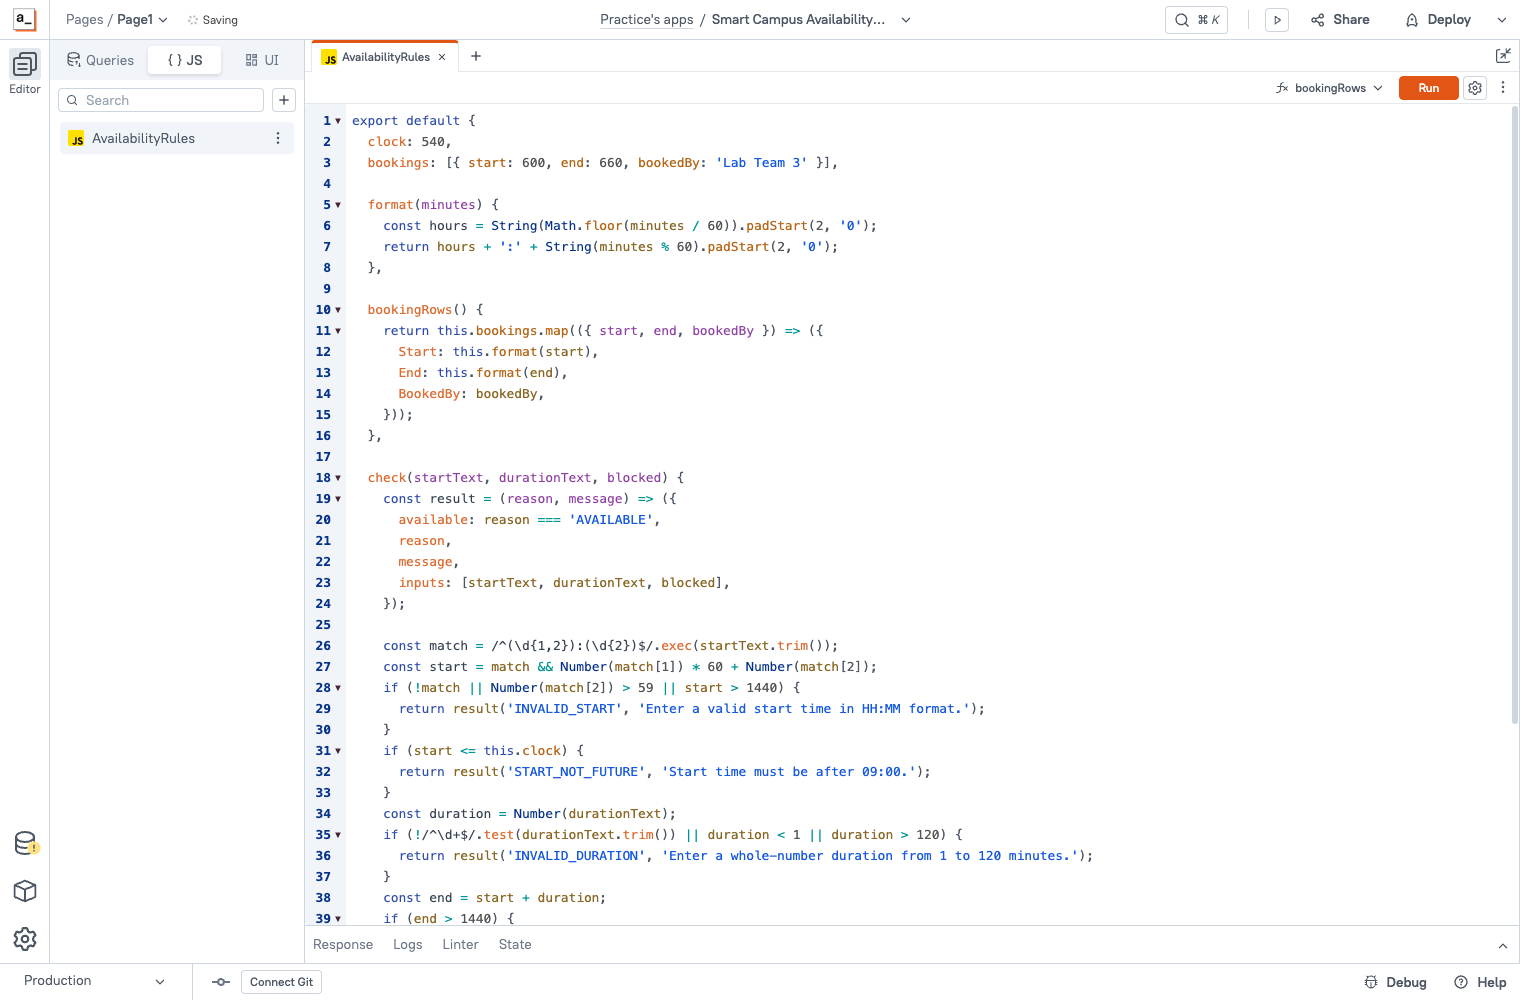 a_ Pages / Page1 Saving Practice's apps / Smart Campus Availability... ⌘ K Share Deploy
Editor
Queries { } JS UI
Search
JS AvailabilityRules
JS AvailabilityRules × +
fx bookingRows Run
1 export default {
2 clock: 540,
3 bookings: [{ start: 600, end: 660, bookedBy: 'Lab Team 3' }],
4
5 format(minutes) {
6 const hours = String(Math.floor(minutes / 60)).padStart(2, '0');
7 return hours + ':' + String(minutes % 60).padStart(2, '0');
8 },
9
10 bookingRows() {
11 return this.bookings.map(({ start, end, bookedBy }) => ({
12 Start: this.format(start),
13 End: this.format(end),
14 BookedBy: bookedBy,
15 }));
16 },
17
18 check(startText, durationText, blocked) {
19 const result = (reason, message) => ({
20 available: reason === 'AVAILABLE',
21 reason,
22 message,
23 inputs: [startText, durationText, blocked],
24 });
25
26 const match = /^(\d{1,2}):(\d{2})$/.exec(startText.trim());
27 const start = match && Number(match[1]) * 60 + Number(match[2]);
28 if (!match || Number(match[2]) > 59 || start > 1440) {
29 return result('INVALID_START', 'Enter a valid start time in HH:MM format.');
30 }
31 if (start <= this.clock) {
32 return result('START_NOT_FUTURE', 'Start time must be after 09:00.');
33 }
34 const duration = Number(durationText);
35 if (!/^\d+$/.test(durationText.trim()) || duration < 1 || duration > 120) {
36 return result('INVALID_DURATION', 'Enter a whole-number duration from 1 to 120 minutes.');
37 }
38 const end = start + duration;
39 if (end > 1440) {
Response Logs Linter State
Production Connect Git Debug Help